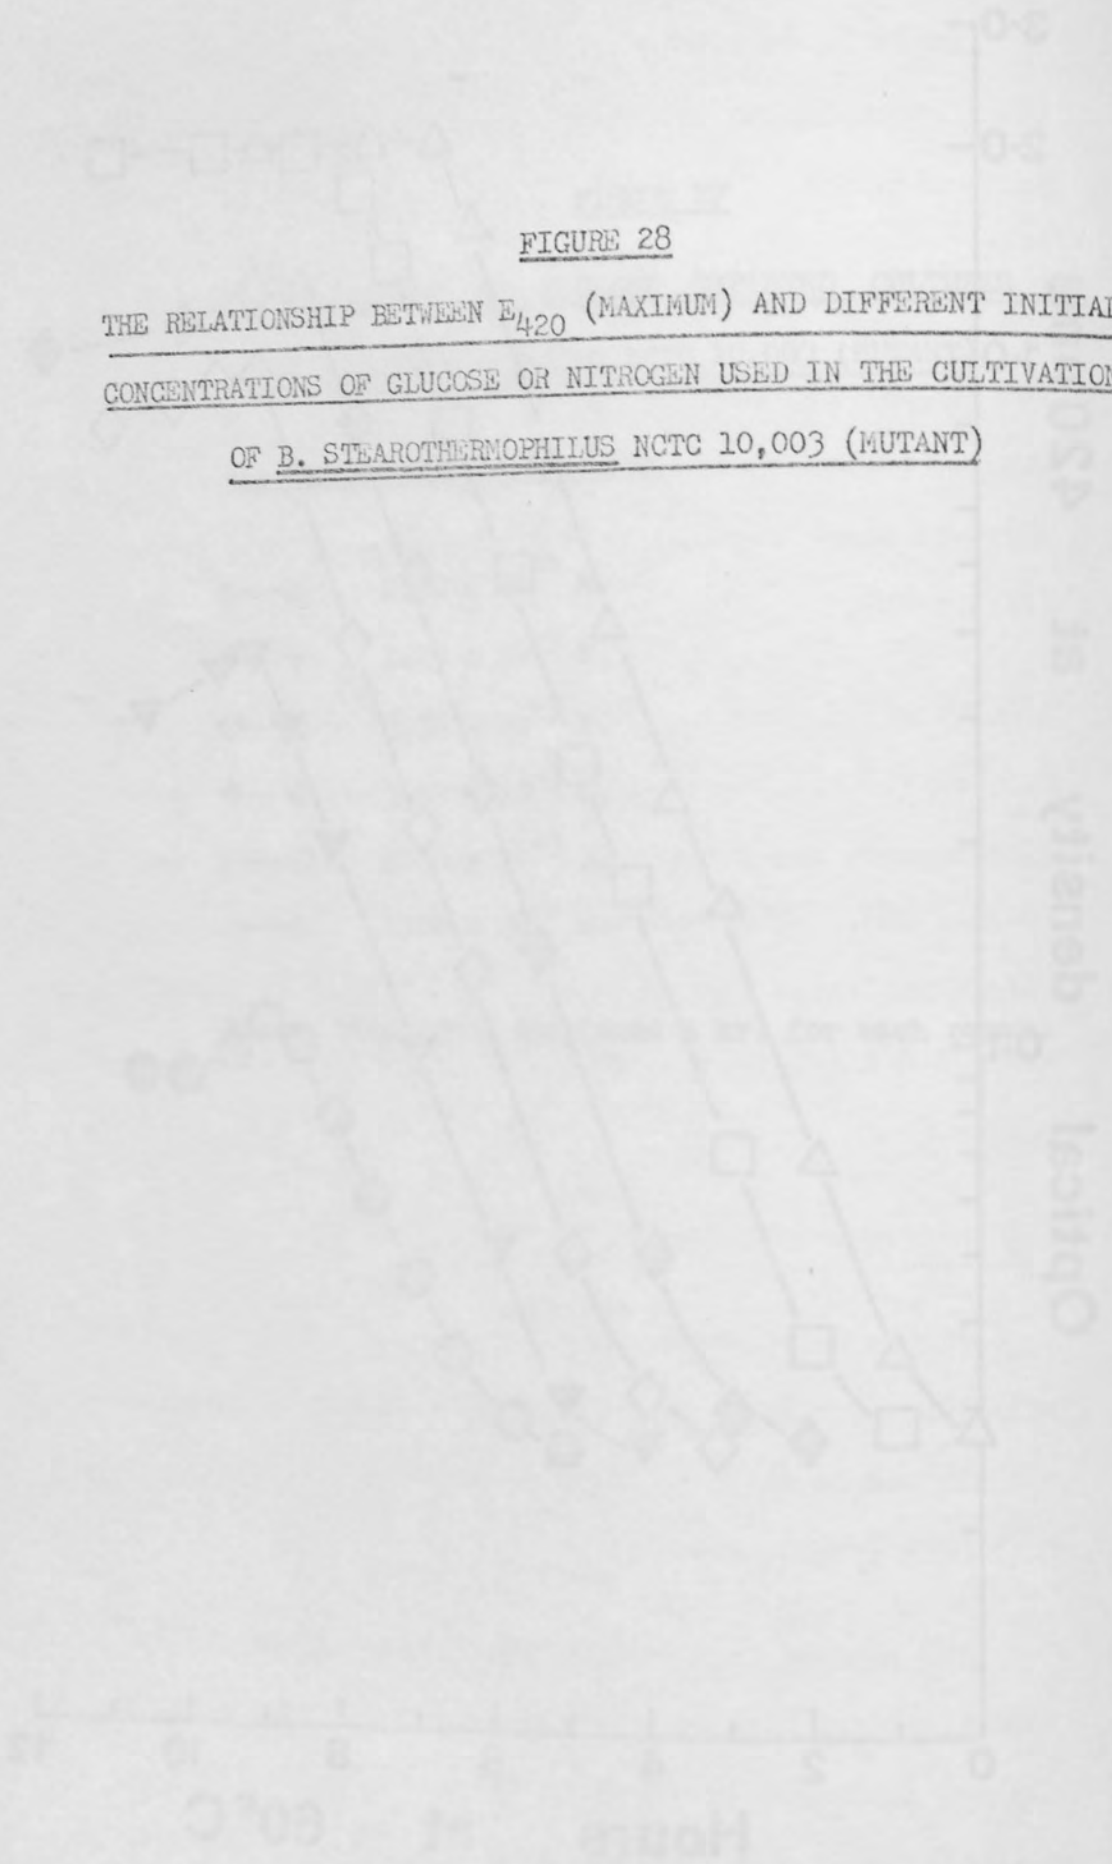 FIGURE 28
THE RELATIONSHIP BETWEEN E420 (MAXIMUM) AND DIFFERENT INITIAL
CONCENTRATIONS OF GLUCOSE OR NITROGEN USED IN THE CULTIVATION
OF B. STEAROTHERMOPHILUS NCTC 10,003 (MUTANT)